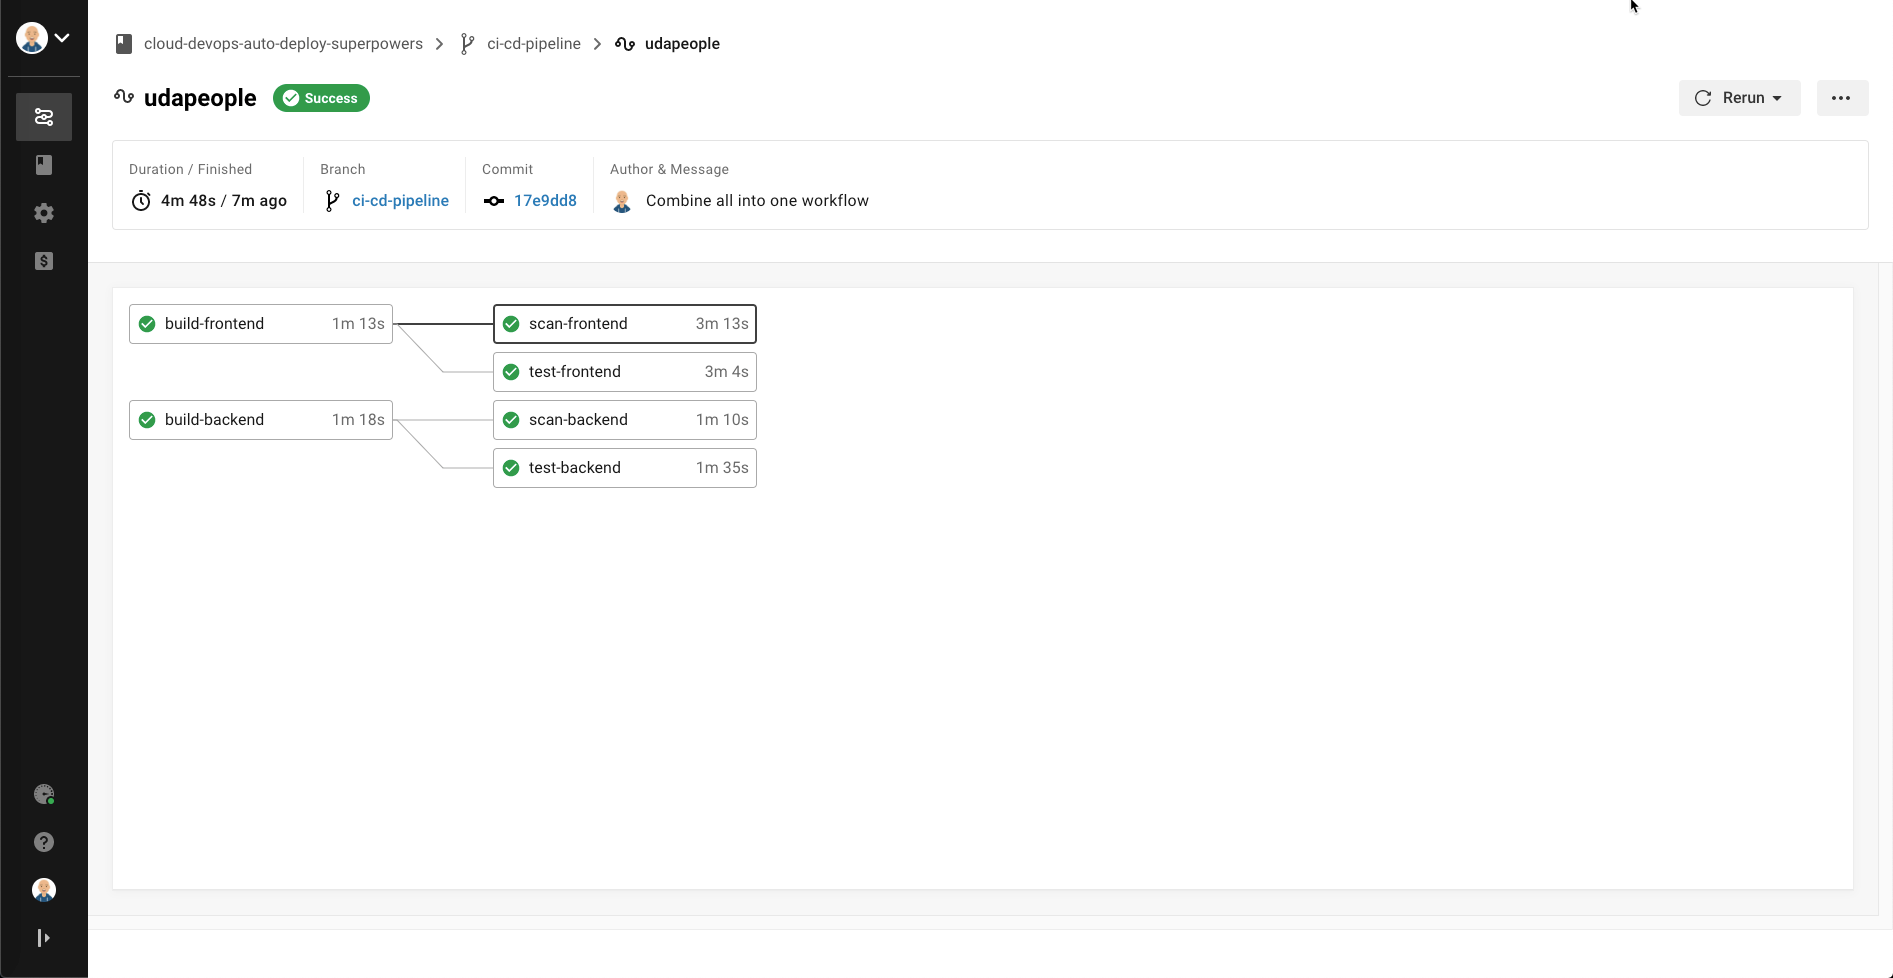 cloud-devops-auto-deploy-superpowers > ci-cd-pipeline > udapeople
udapeople Success Rerun ...
Duration / Finished Branch Commit Author & Message
4m 48s / 7m ago ci-cd-pipeline 17e9dd8 Combine all into one workflow
build-frontend 1m 13s scan-frontend 3m 13s
test-frontend 3m 4s
build-backend 1m 18s scan-backend 1m 10s
test-backend 1m 35s